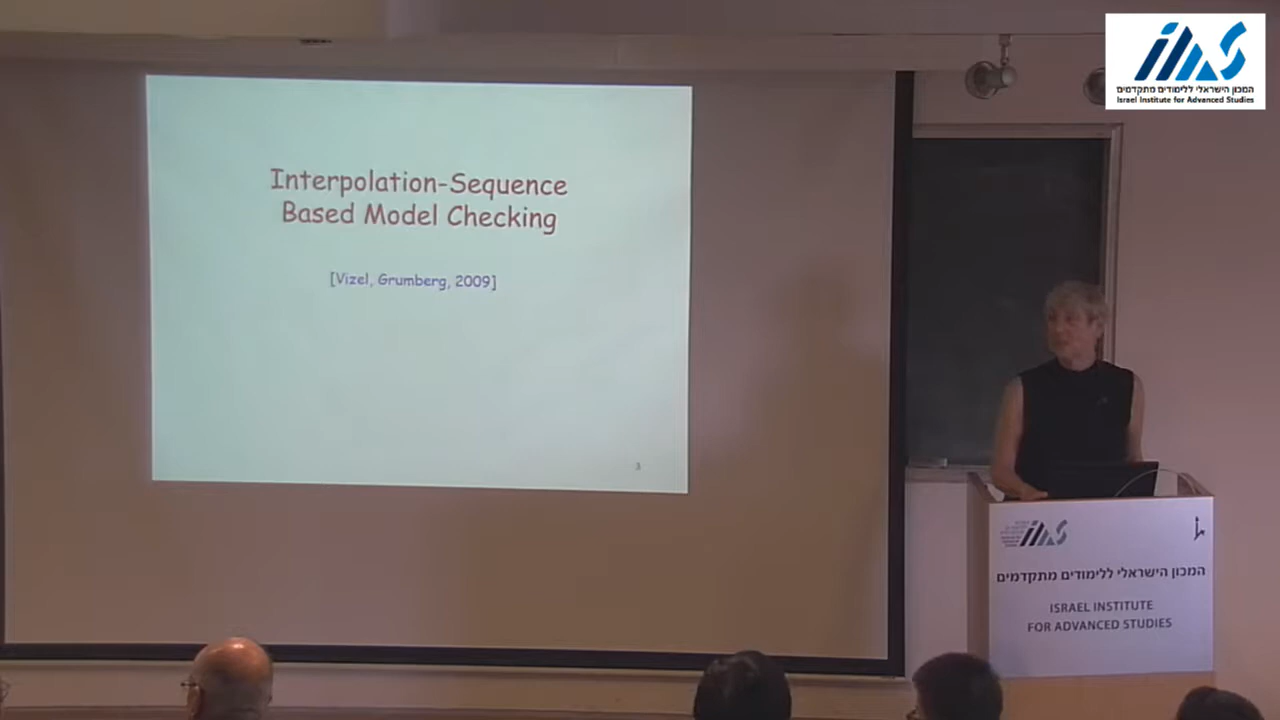 Interpolation-Sequence
Based Model Checking
[Vizel, Grumberg, 2009]
3
המכון הישראלי ללימודים מתקדמים
Israel Institute for Advanced Studies
המכון הישראלי ללימודים מתקדמים
ISRAEL INSTITUTE
FOR ADVANCED STUDIES